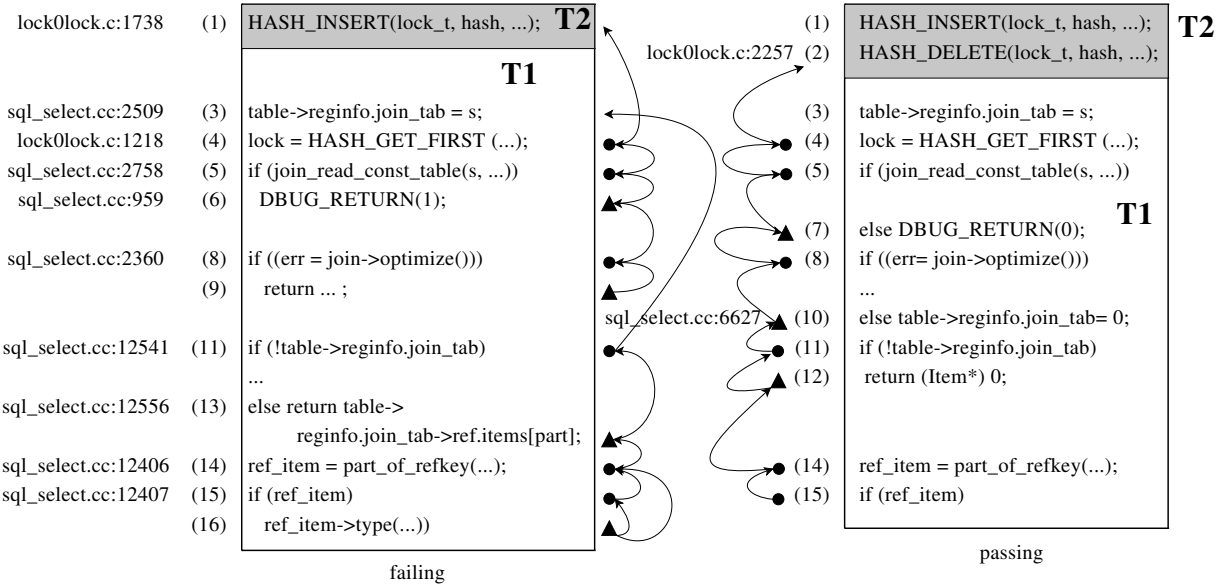 lock0lock.c:1738 (1) HASH_INSERT(lock_t, hash, ...); T2
T1
sql_select.cc:2509 (3) table->reginfo.join_tab = s;
lock0lock.c:1218 (4) lock = HASH_GET_FIRST (...);
sql_select.cc:2758 (5) if (join_read_const_table(s, ...))
sql_select.cc:959 (6) DBUG_RETURN(1);
sql_select.cc:2360 (8) if ((err = join->optimize()))
(9) return ... ;
sql_select.cc:12541 (11) if (!table->reginfo.join_tab)
...
sql_select.cc:12556 (13) else return table->
reginfo.join_tab->ref.items[part];
sql_select.cc:12406 (14) ref_item = part_of_refkey(...);
sql_select.cc:12407 (15) if (ref_item)
(16) ref_item->type(...))
failing
(1) HASH_INSERT(lock_t, hash, ...); T2
lock0lock.c:2257 (2) HASH_DELETE(lock_t, hash, ...);
(3) table->reginfo.join_tab = s;
(4) lock = HASH_GET_FIRST (...);
(5) if (join_read_const_table(s, ...))
T1
(7) else DBUG_RETURN(0);
(8) if ((err= join->optimize()))
...
sql_select.cc:6627 (10) else table->reginfo.join_tab= 0;
(11) if (!table->reginfo.join_tab)
(12) return (Item*) 0;
(14) ref_item = part_of_refkey(...);
(15) if (ref_item)
passing